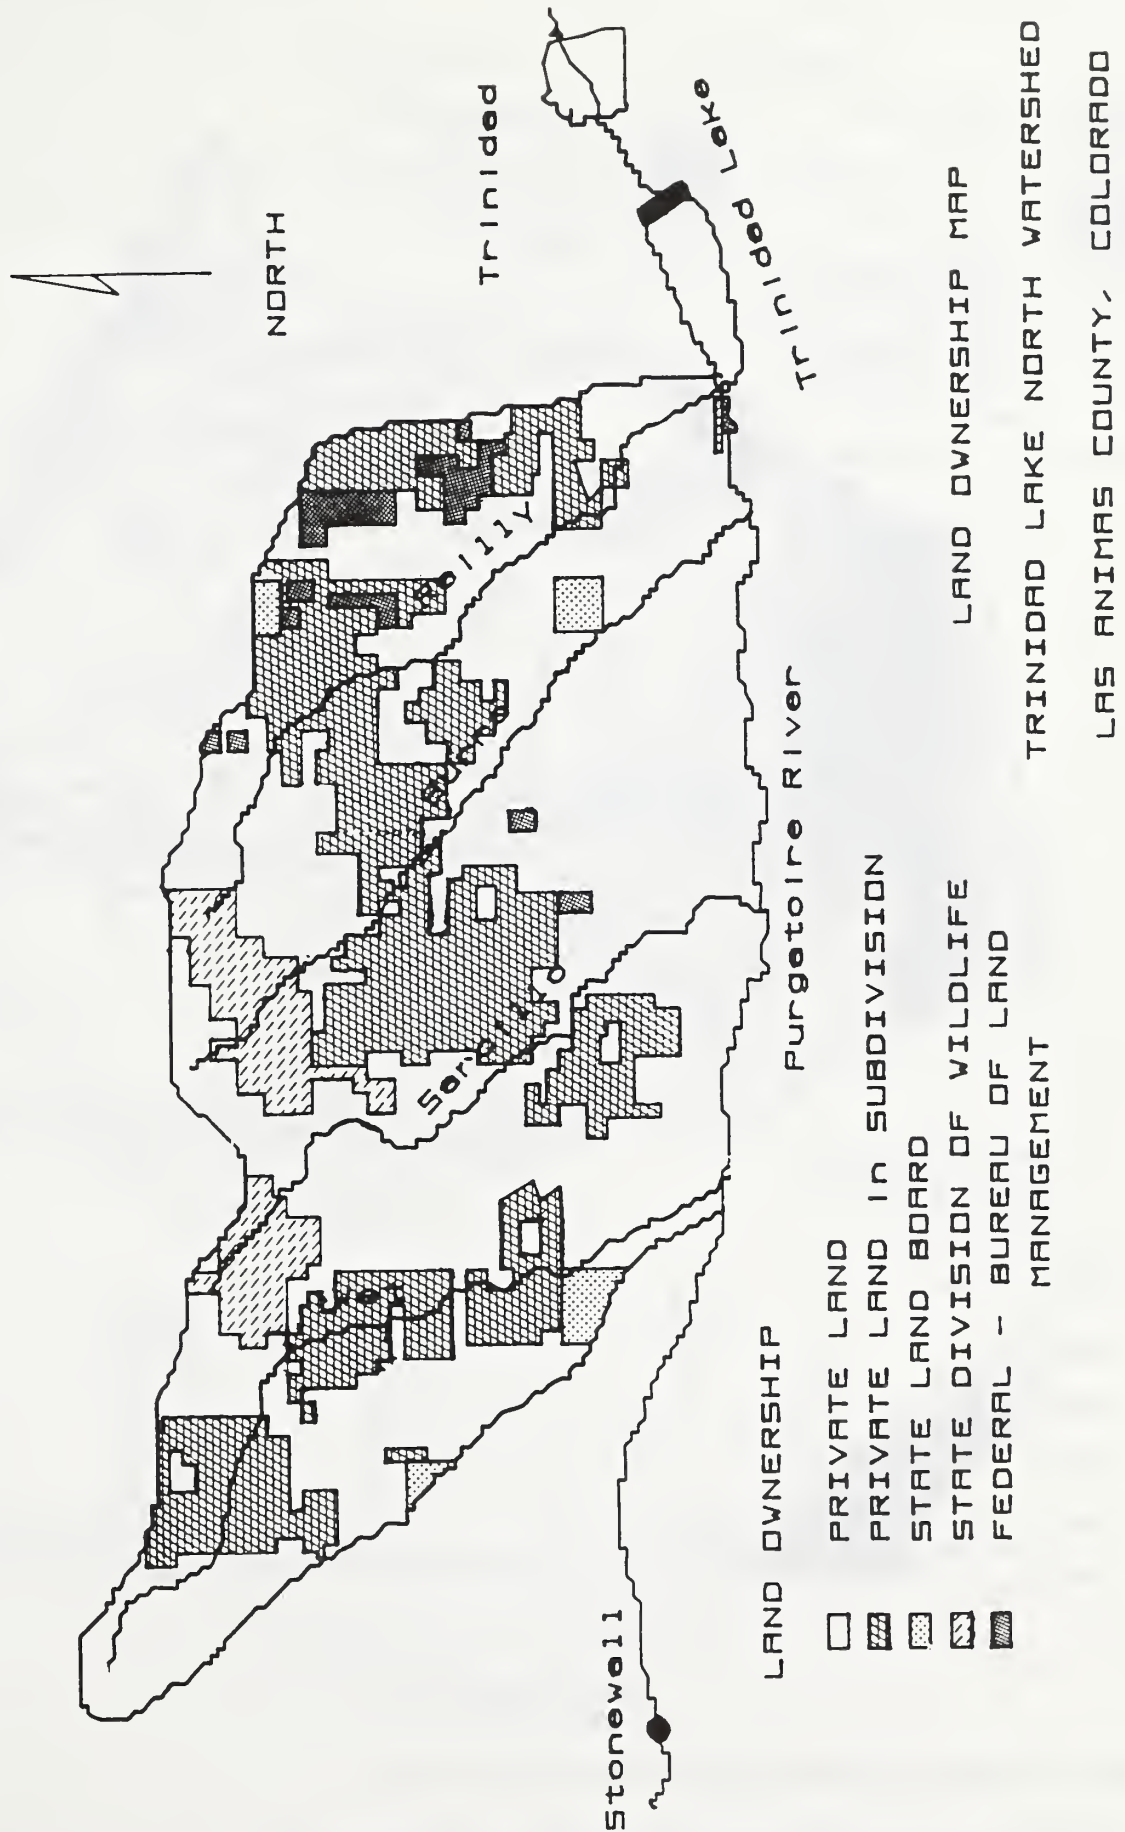 NORTH
Trinidad
Trinidad Lake
Stonewall
Purgatoire River
LAND OWNERSHIP
PRIVATE LAND
PRIVATE LAND in SUBDIVISION
STATE LAND BOARD
STATE DIVISION OF WILDLIFE
FEDERAL - BUREAU OF LAND
MANAGEMENT
LAND OWNERSHIP MAP
TRINIDAD LAKE NORTH WATERSHED
LAS ANIMAS COUNTY, COLORADO